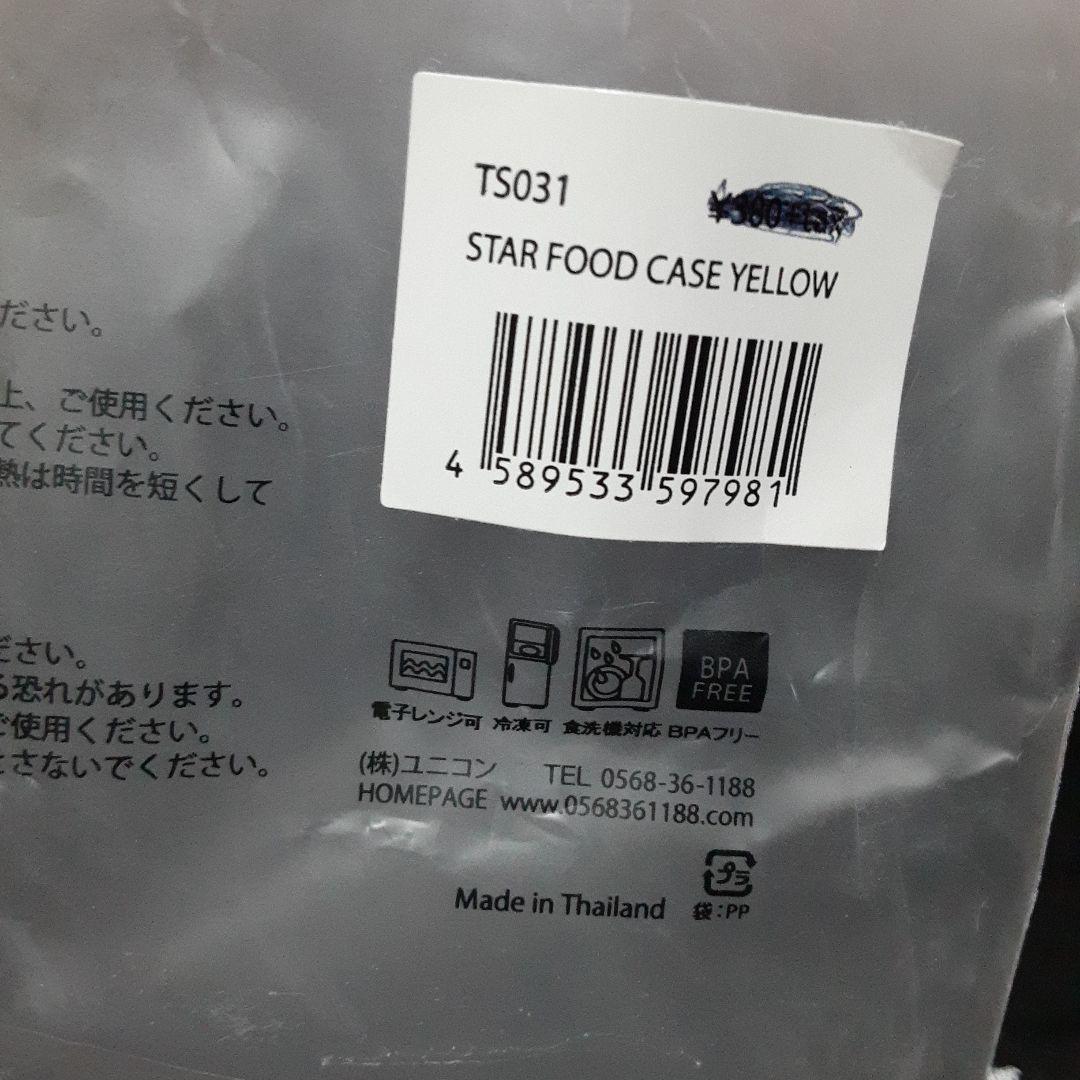 TS031
¥300+tax
STAR FOOD CASE YELLOW
4 589533 597981
ださい。
上、ご使用ください。
てください。
熱は時間を短くして
ださい。
る恐れがあります。
ご使用ください。
とさないでください。
BPA
FREE
電子レンジ可 冷凍可 食洗機対応 BPAフリー
(株)ユニコン TEL 0568-36-1188
HOMEPAGE www.0568361188.com
プラ
Made in Thailand 袋:PP